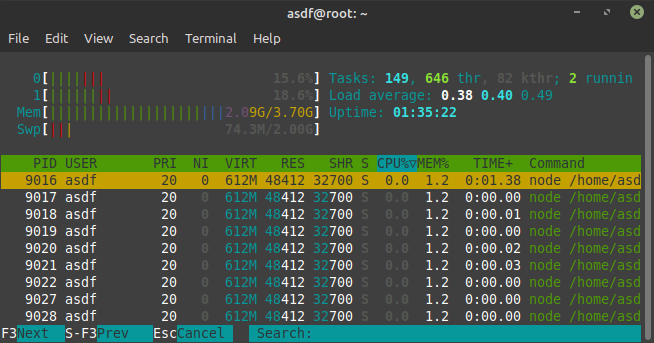 asdf@root: ~
File Edit View Search Terminal Help
0[|||||||| 15.6%] Tasks: 149, 646 thr, 82 kthr; 2 runnin
1[||||||||| 18.6%] Load average: 0.38 0.40 0.49
Mem[||||||||||||||||||||||||||2.09G/3.70G] Uptime: 01:35:22
Swp[||| 74.3M/2.00G]
PID USER PRI NI VIRT RES SHR S CPU%▽MEM% TIME+ Command
9016 asdf 20 0 612M 48412 32700 S 0.0 1.2 0:01.38 node /home/asd
9017 asdf 20 0 612M 48412 32700 S 0.0 1.2 0:00.00 node /home/asd
9018 asdf 20 0 612M 48412 32700 S 0.0 1.2 0:00.01 node /home/asd
9019 asdf 20 0 612M 48412 32700 S 0.0 1.2 0:00.00 node /home/asd
9020 asdf 20 0 612M 48412 32700 S 0.0 1.2 0:00.02 node /home/asd
9021 asdf 20 0 612M 48412 32700 S 0.0 1.2 0:00.03 node /home/asd
9022 asdf 20 0 612M 48412 32700 S 0.0 1.2 0:00.00 node /home/asd
9027 asdf 20 0 612M 48412 32700 S 0.0 1.2 0:00.00 node /home/asd
9028 asdf 20 0 612M 48412 32700 S 0.0 1.2 0:00.00 node /home/asd
F3Next S-F3Prev EscCancel Search: